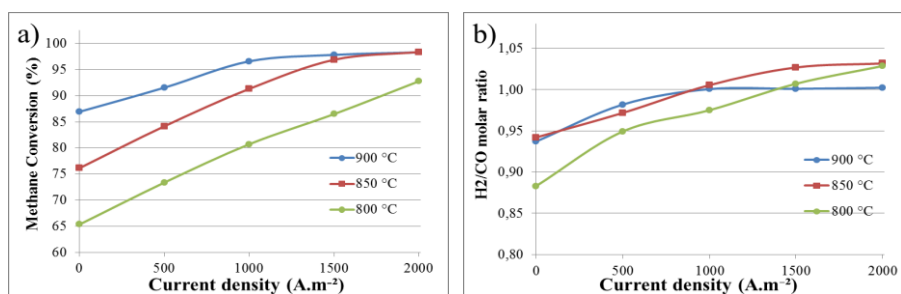 a)
Methane Conversion (%)
100
95
90
85
80
75
70
65
60
900 °C
850 °C
800 °C
0 500 1000 1500 2000
Current density (A.m⁻²)
b)
H2/CO molar ratio
1,05
1,00
0,95
0,90
0,85
0,80
900 °C
850 °C
800 °C
0 500 1000 1500 2000
Current density (A.m⁻²)